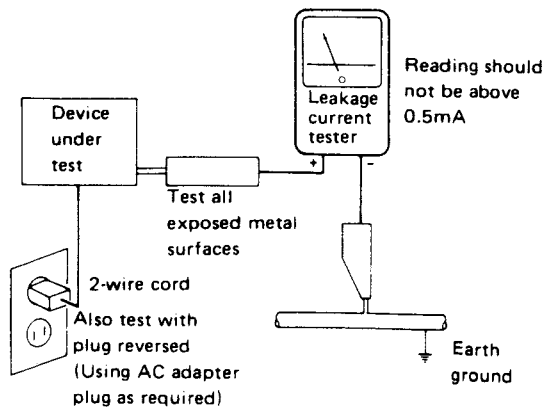 Reading should
not be above
0.5mA
Leakage
current
tester
+ -
Device
under
test
Test all
exposed metal
surfaces
2-wire cord
Also test with
plug reversed
(Using AC adapter
plug as required)
Earth
ground